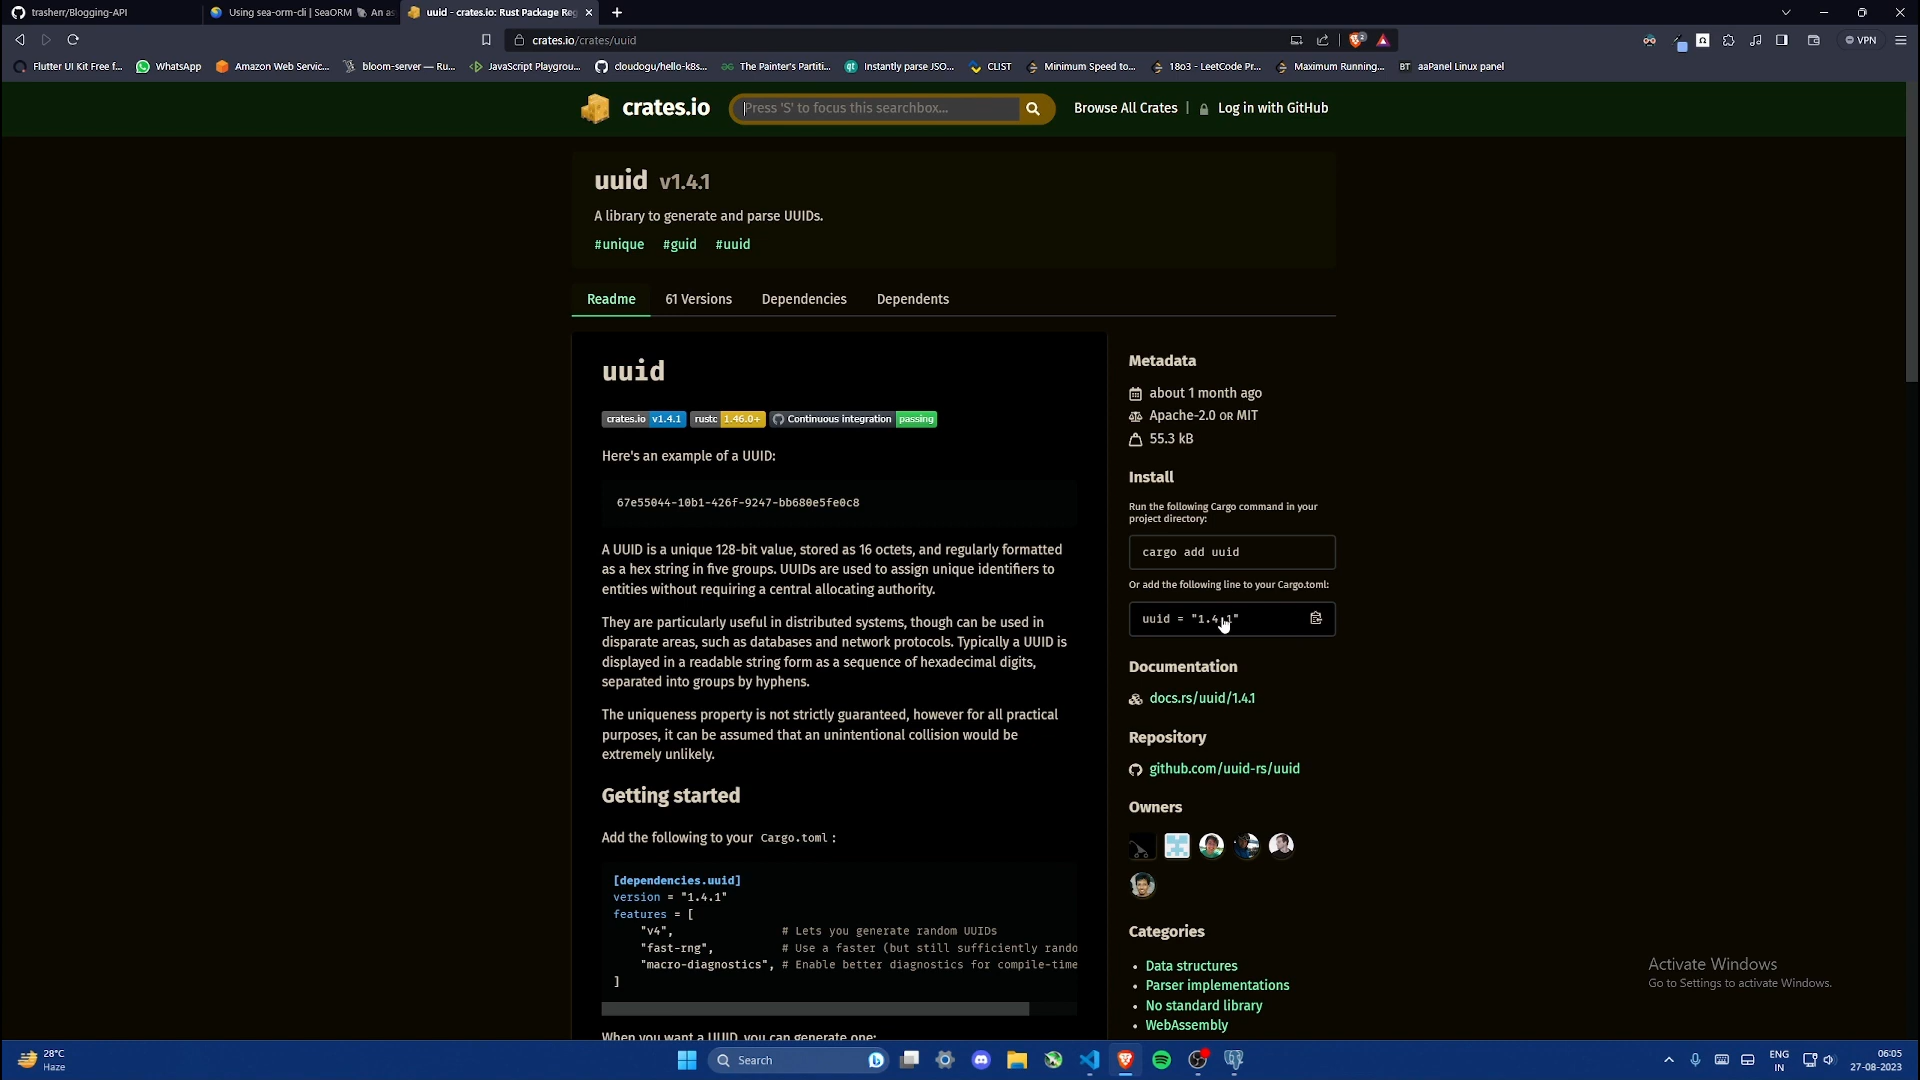 trasherr/Blogging-API
Using sea-orm-cli | SeaORM 🐚 An as
uuid - crates.io: Rust Package Reg
crates.io/crates/uuid
VPN
Flutter UI Kit Free f...
WhatsApp
Amazon Web Servic...
bloom-server — Ru...
JavaScript Playgrou...
cloudogu/hello-k8s...
The Painter's Partiti...
Instantly parse JSO...
CLIST
Minimum Speed to...
1803 - LeetCode Pr...
Maximum Running...
BT aaPanel Linux panel
crates.io
Press 'S' to focus this searchbox...
Browse All Crates | Log in with GitHub
uuid v1.4.1
A library to generate and parse UUIDs.
#unique #guid #uuid
Readme 61 Versions Dependencies Dependents
uuid
crates.io v1.4.1 rustc 1.46.0+ Continuous integration passing
Here's an example of a UUID:
67e55044-10b1-426f-9247-bb680e5fe0c8
A UUID is a unique 128-bit value, stored as 16 octets, and regularly formatted
as a hex string in five groups. UUIDs are used to assign unique identifiers to
entities without requiring a central allocating authority.
They are particularly useful in distributed systems, though can be used in
disparate areas, such as databases and network protocols. Typically a UUID is
displayed in a readable string form as a sequence of hexadecimal digits,
separated into groups by hyphens.
The uniqueness property is not strictly guaranteed, however for all practical
purposes, it can be assumed that an unintentional collision would be
extremely unlikely.
Getting started
Add the following to your Cargo.toml :
[dependencies.uuid]
version = "1.4.1"
features = [
"v4", # Lets you generate random UUIDs
"fast-rng", # Use a faster (but still sufficiently rando
"macro-diagnostics", # Enable better diagnostics for compile-time
]
When you want a UUID, you can generate one:
Metadata
about 1 month ago
Apache-2.0 OR MIT
55.3 kB
Install
Run the following Cargo command in your
project directory:
cargo add uuid
Or add the following line to your Cargo.toml:
uuid = "1.4.1"
Documentation
docs.rs/uuid/1.4.1
Repository
github.com/uuid-rs/uuid
Owners
Categories
Data structures
Parser implementations
No standard library
WebAssembly
Activate Windows
Go to Settings to activate Windows.
28°C
Haze
Search
ENG
IN
06:05
27-08-2023